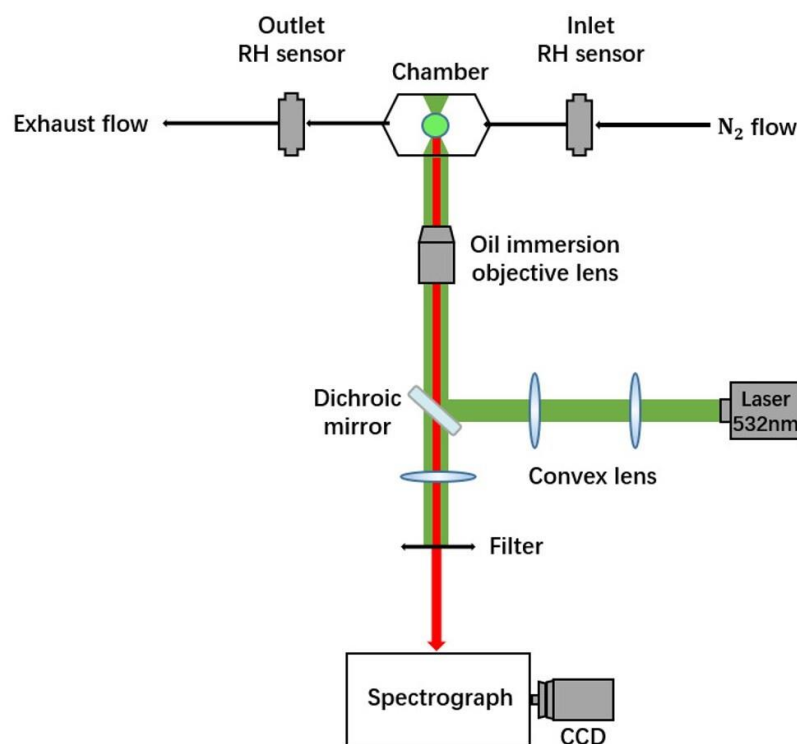 Outlet
RH sensor
Inlet
RH sensor
Chamber
Exhaust flow
N₂ flow
Oil immersion
objective lens
Dichroic
mirror
Laser
532nm
Convex lens
Filter
Spectrograph
CCD